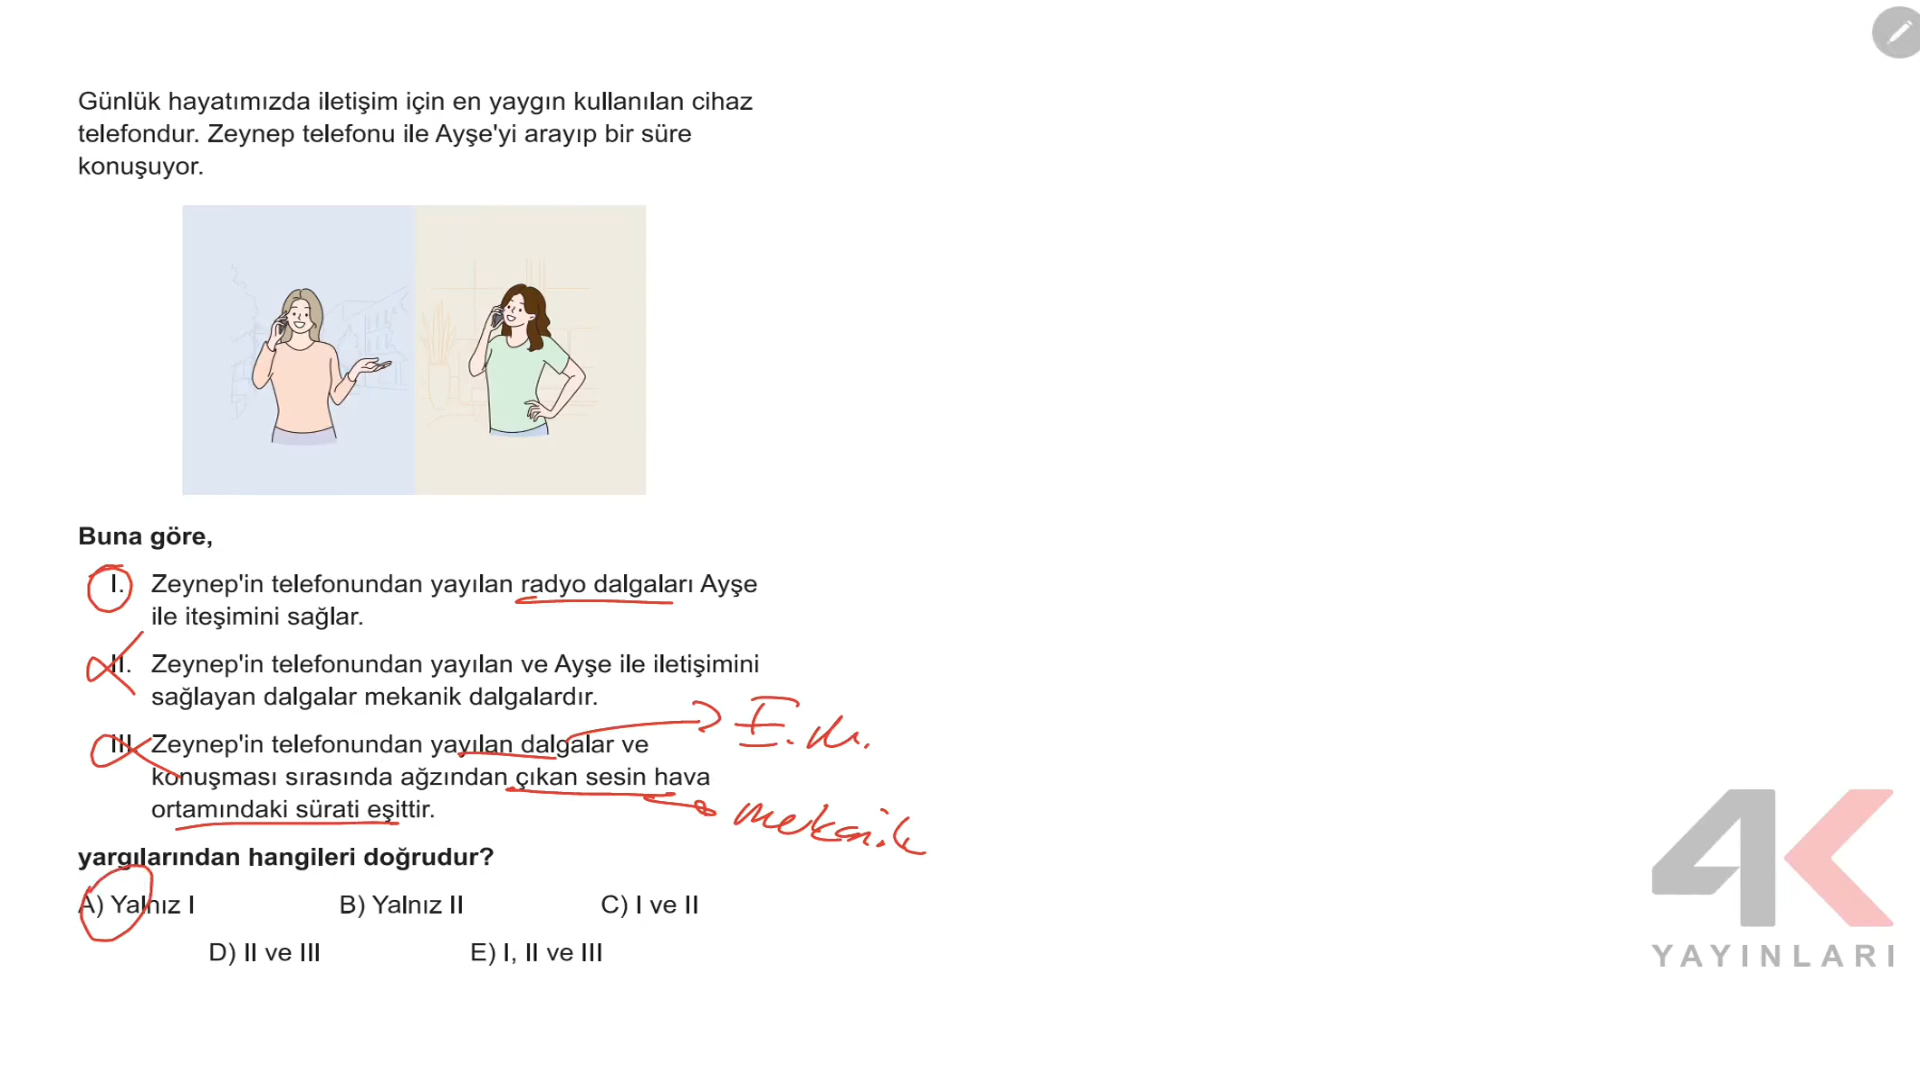 Günlük hayatımızda iletişim için en yaygın kullanılan cihaz
telefondur. Zeynep telefonu ile Ayşe'yi arayıp bir süre
konuşuyor.
Buna göre,
I. Zeynep'in telefonundan yayılan radyo dalgaları Ayşe
ile iteşimini sağlar.
II. Zeynep'in telefonundan yayılan ve Ayşe ile iletişimini
sağlayan dalgalar mekanik dalgalardır.
III. Zeynep'in telefonundan yayılan dalgalar ve
konuşması sırasında ağzından çıkan sesin hava
ortamındaki sürati eşittir.
E.M.
mekanik
yargılarından hangileri doğrudur?
A) Yalnız I B) Yalnız II C) I ve II
D) II ve III E) I, II ve III
4K
YAYINLARI